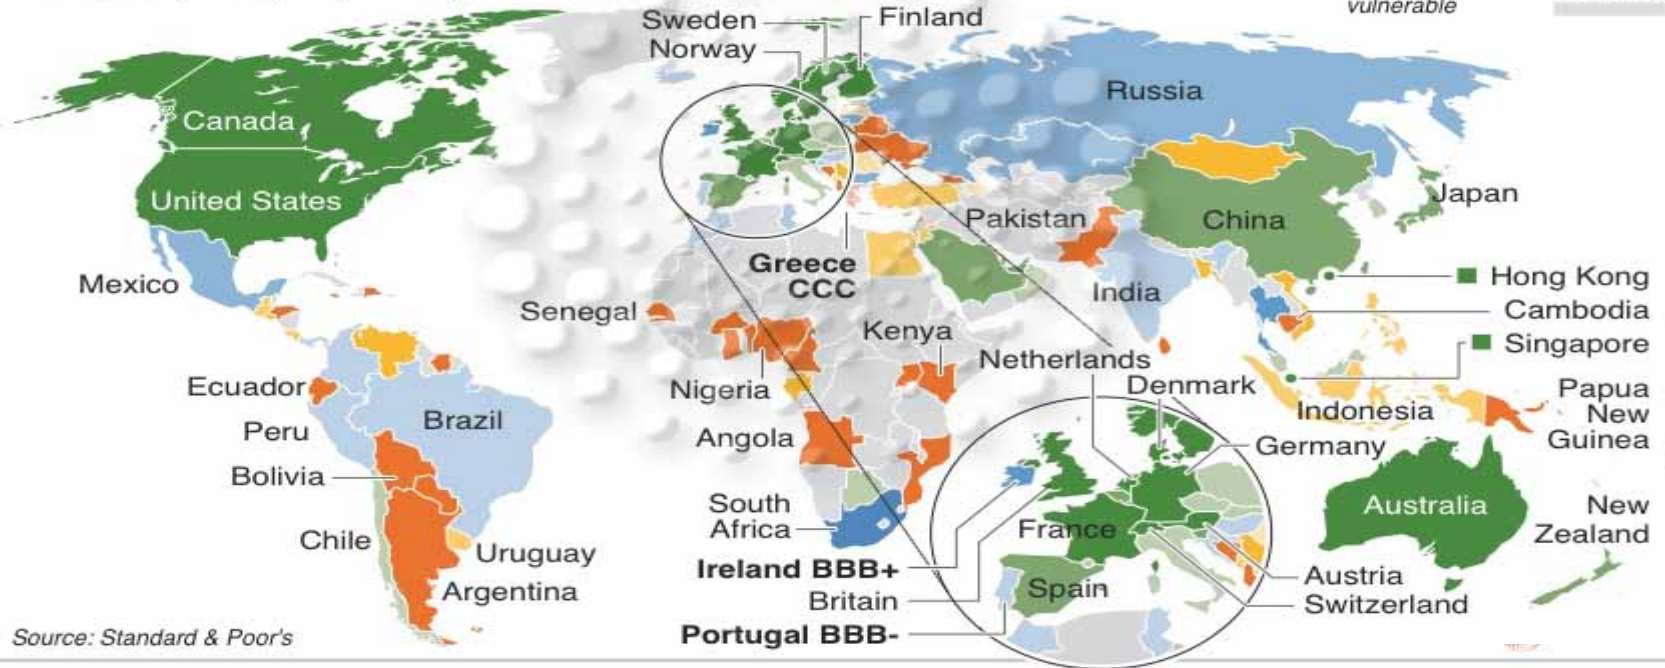 vulnerable
Sweden
Finland
Norway
Russia
Canada
United States
Japan
Pakistan
China
Greece
CCC
Mexico
Hong Kong
India
Senegal
Cambodia
Kenya
Singapore
Netherlands
Ecuador
Nigeria
Denmark
Papua
New
Guinea
Brazil
Indonesia
Peru
Angola
Germany
Bolivia
South
Africa
Australia
New
Zealand
France
Chile
Uruguay
Ireland BBB+
Austria
Argentina
Britain
Spain
Switzerland
Source: Standard & Poor's
Portugal BBB-